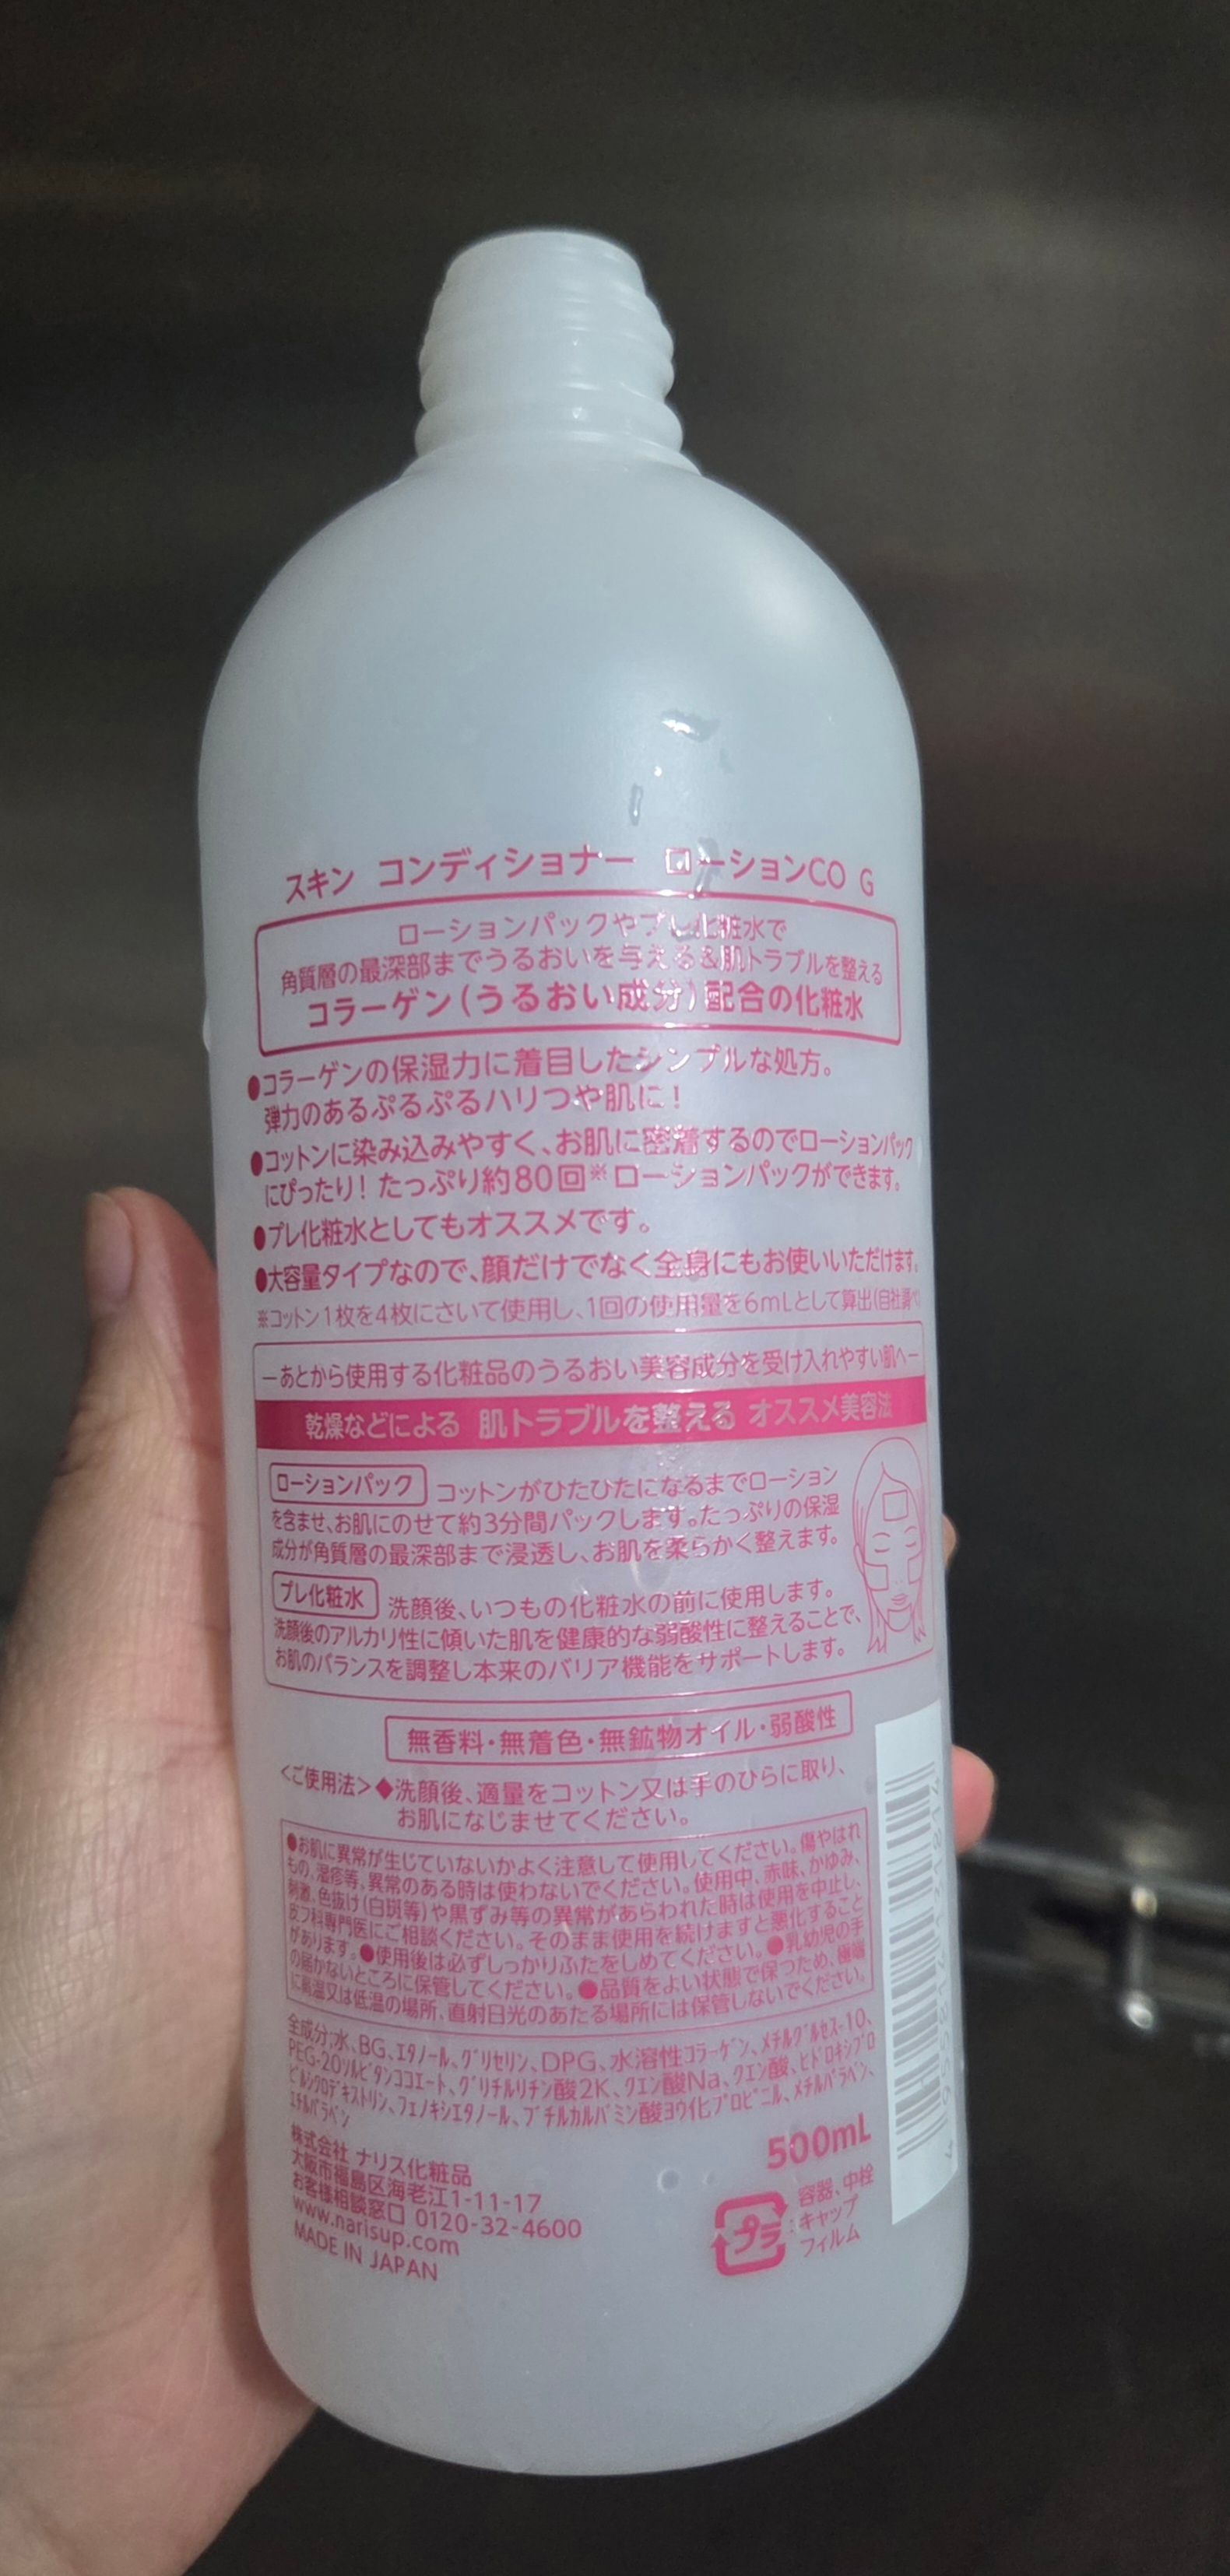 スキン コンディショナー ローションCO G
ローションパックやプレ化粧水で
角質層の最深部までうるおいを与える&肌トラブルを整える
コラーゲン(うるおい成分)配合の化粧水
●コラーゲンの保湿力に着目したシンプルな処方。
弾力のあるぷるぷるハリつや肌に!
●コットンに染み込みやすく、お肌に密着するのでローションパック
にぴったり! たっぷり約80回※ローションパックができます。
●プレ化粧水としてもオススメです。
●大容量タイプなので、顔だけでなく全身にもお使いいただけます。
※コットン1枚を4枚にさいて使用し、1回の使用量を6mLとして算出(自社調べ)
ーあとから使用する化粧品のうるおい美容成分を受け入れやすい肌へー
乾燥などによる 肌トラブルを整える オススメ美容法
ローションパック コットンがひたひたになるまでローション
を含ませ、お肌にのせて約3分間パックします。たっぷりの保湿
成分が角質層の最深部まで浸透し、お肌を柔らかく整えます。
プレ化粧水 洗顔後、いつもの化粧水の前に使用します。
洗顔後のアルカリ性に傾いた肌を健康的な弱酸性に整えることで、
お肌のバランスを調整し本来のバリア機能をサポートします。
無香料・無着色・無鉱物オイル・弱酸性
<ご使用法>◆洗顔後、適量をコットン又は手のひらに取り、
お肌になじませてください。
●お肌に異常が生じていないかよく注意して使用してください。傷やはれ
もの、湿疹等、異常のある時は使わないでください。使用中、赤味、かゆみ、
刺激、色抜け(白斑等)や黒ずみ等の異常があらわれた時は使用を中止し、
皮フ科専門医にご相談ください。そのまま使用を続けますと悪化すること
があります。●使用後は必ずしっかりふたをしめてください。●乳幼児の手
の届かないところに保管してください。●品質をよい状態で保つため、極端
に高温又は低温の場所、直射日光のあたる場所には保管しないでください。
全成分:水、BG、エタノール、グリセリン、DPG、水溶性コラーゲン、メチルグルセス-10、
PEG-20ソルビタンココエート、グリチルリチン酸2K、クエン酸Na、クエン酸、ヒドロキシプロ
ピルシクロデキストリン、フェノキシエタノール、ブチルカルバミン酸ヨウ化プロピニル、メチルパラベン、
エチルパラベン
500mL
株式会社 ナリス化粧品
大阪市福島区海老江1-11-17
お客様相談窓口 0120-32-4600
www.narisup.com
MADE IN JAPAN
プラ
:容器、中栓
キャップ
フィルム